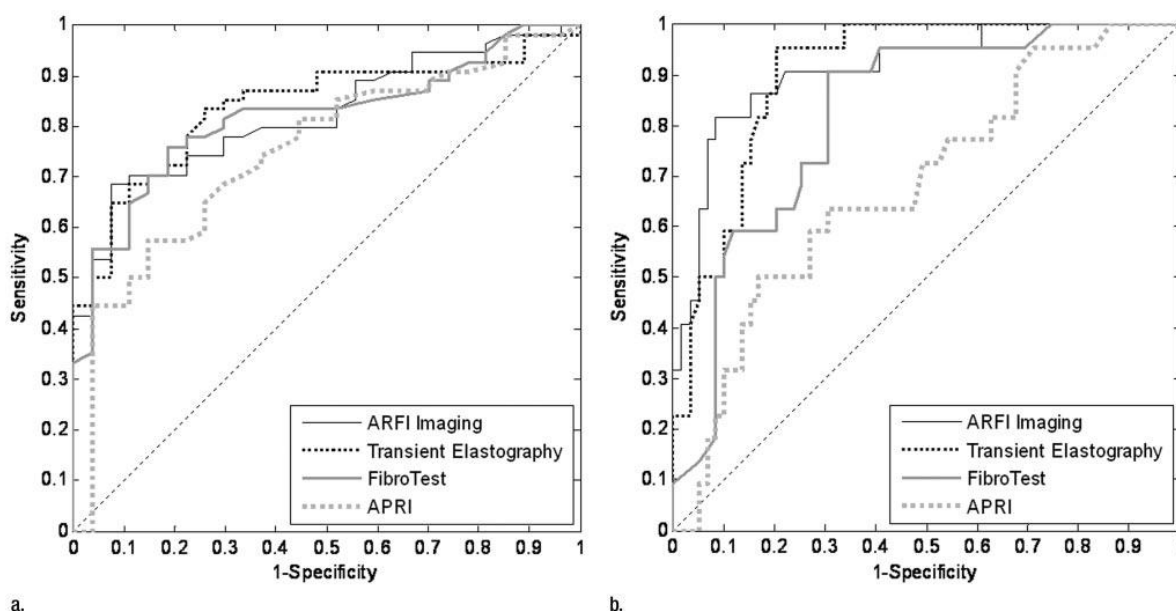 1
0.9
0.8
0.7
0.6
0.5
0.4
0.3
0.2
0.1
0
Sensitivity
0 0.1 0.2 0.3 0.4 0.5 0.6 0.7 0.8 0.9 1
1-Specificity
ARFI Imaging
Transient Elastography
FibroTest
APRI
a.
1
0.9
0.8
0.7
0.6
0.5
0.4
0.3
0.2
0.1
0
Sensitivity
0 0.1 0.2 0.3 0.4 0.5 0.6 0.7 0.8 0.9
1-Specificity
ARFI Imaging
Transient Elastography
FibroTest
APRI
b.